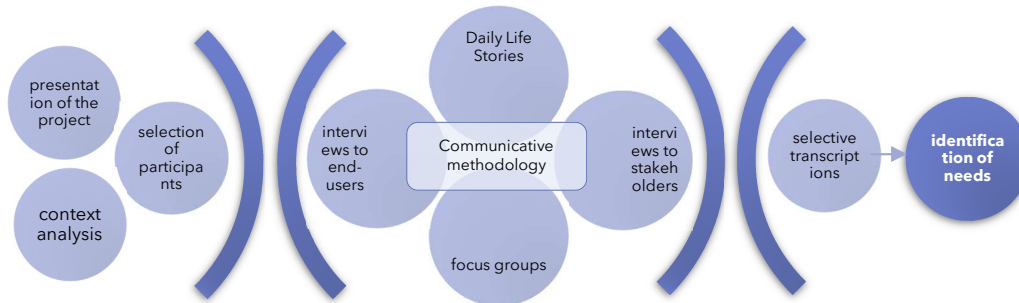 presentat
ion of the
project
context
analysis
selection
of
participa
nts
Daily Life
Stories
intervi
ews to
end-
users
Communicative
methodology
intervi
ews to
stakeh
olders
focus groups
selective
transcript
ions
identifica
tion of
needs